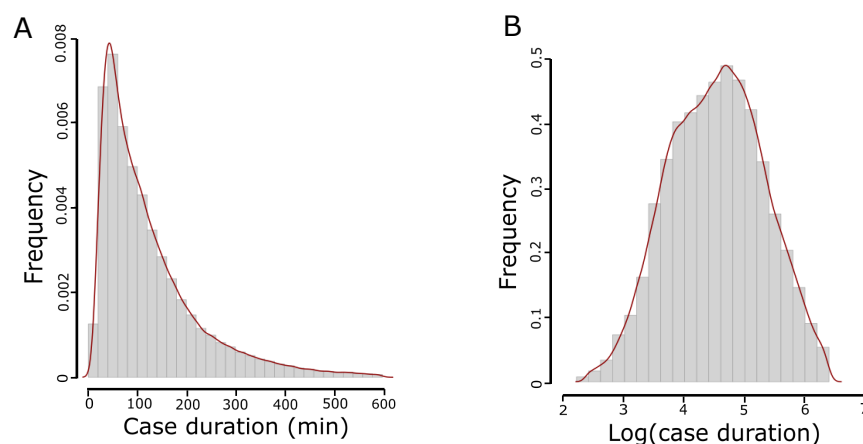 A
Frequency
0.008
0.006
0.004
0.002
0
0 100 200 300 400 500 600
Case duration (min)
B
Frequency
0.5
0.4
0.3
0.2
0.1
0
2 3 4 5 6 7
Log(case duration)